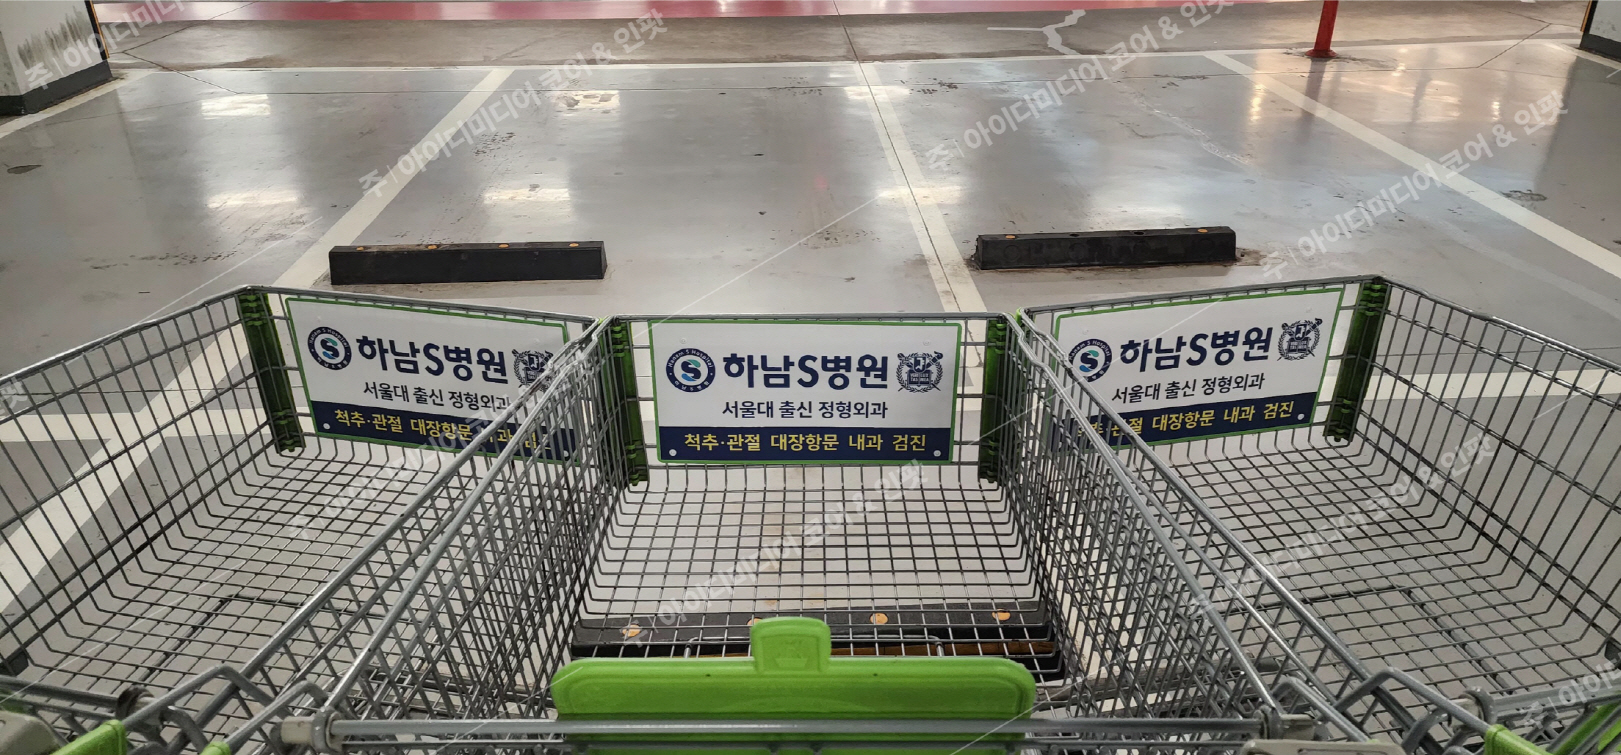 하남S병원
서울대 출신 정형외과
척추·관절 대장항문
하남S병원
서울대 출신 정형외과
척추·관절 대장항문 내과 검진
하남S병원
서울대 출신 정형외과
대장항문 내과 검진
주|아이디미디어 코어 & 인팟